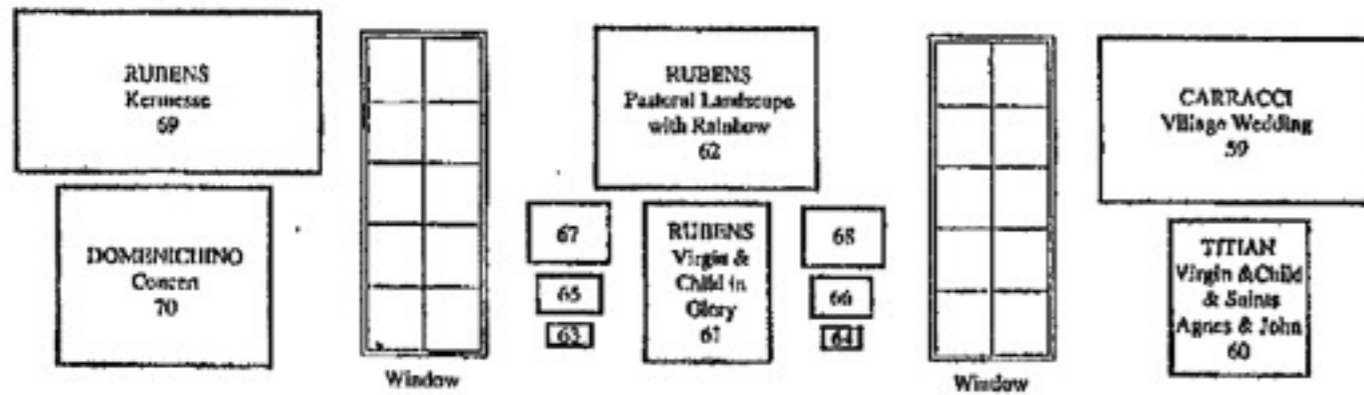 RUBENS
Kermesse
69
DOMENICHINO
Concert
70
Window
RUBENS
Pastoral Landscape
with Rainbow
62
67
65
63
RUBENS
Virgin &
Child in
Glory
61
68
66
64
Window
CARRACCI
Village Wedding
59
TITIAN
Virgin & Child
& Saints
Agnes & John
60